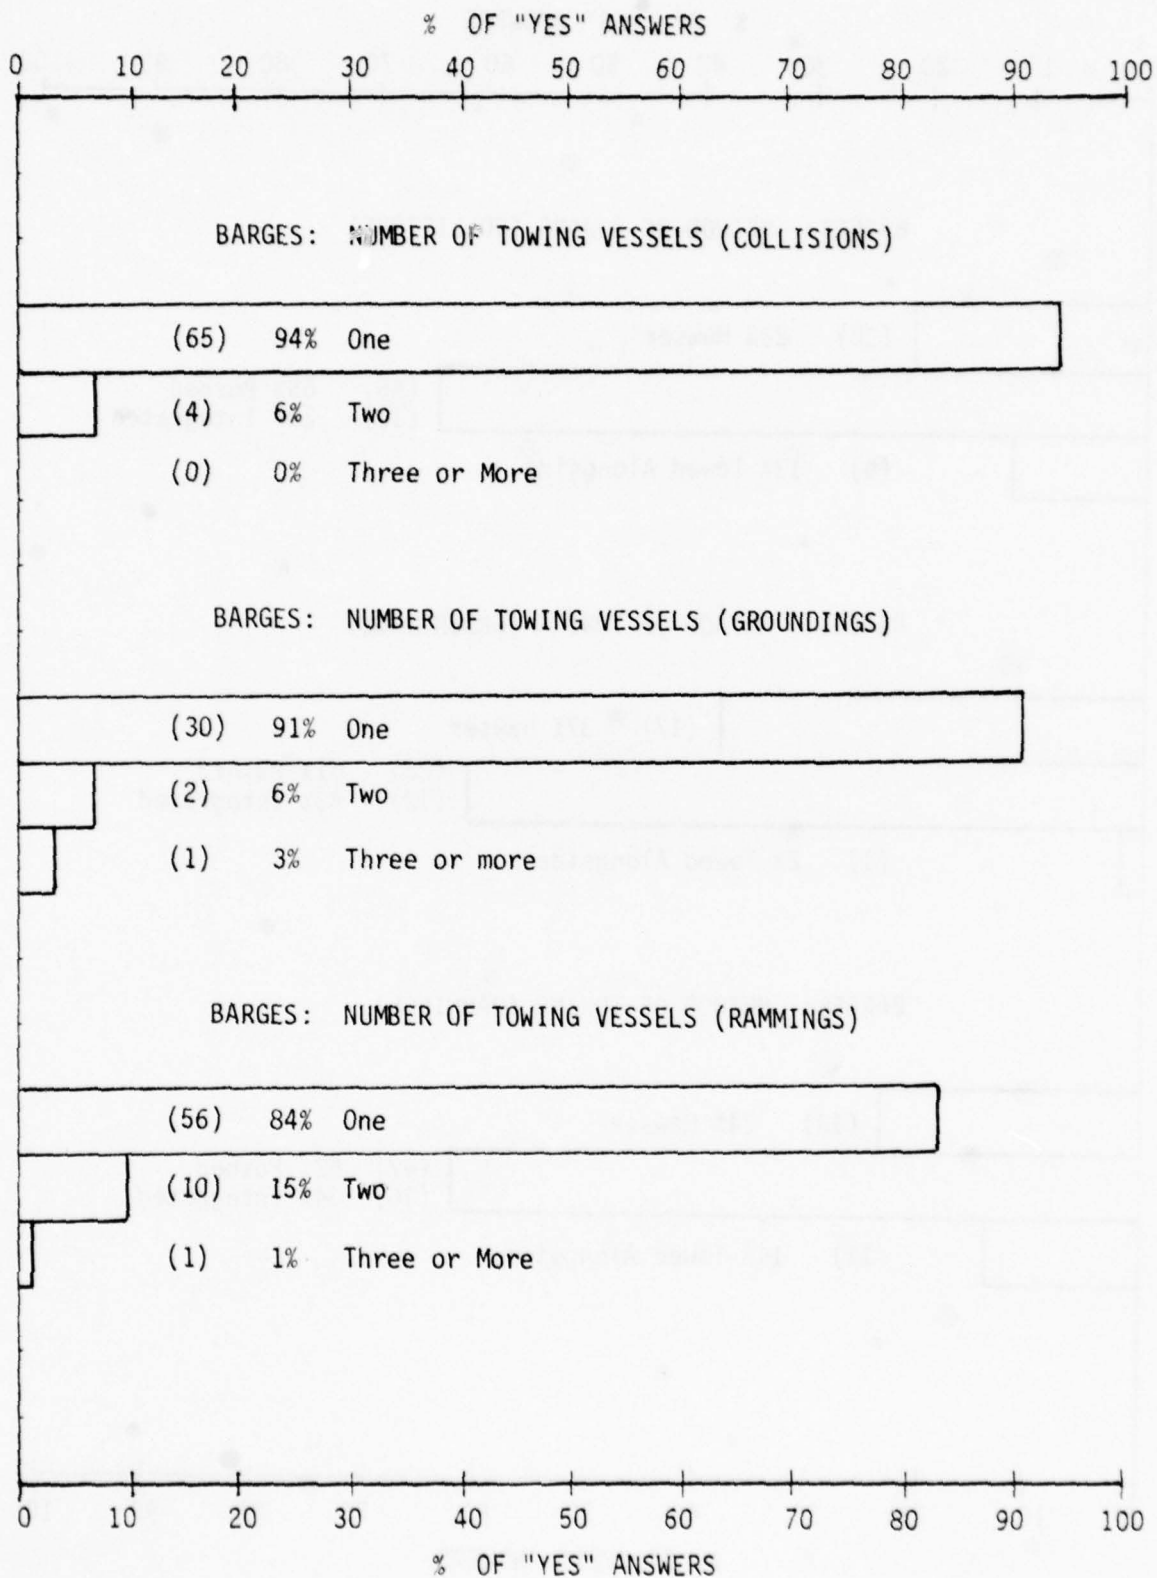 % OF "YES" ANSWERS
0 10 20 30 40 50 60 70 80 90 100
BARGES: NUMBER OF TOWING VESSELS (COLLISIONS)
(65) 94% One
(4) 6% Two
(0) 0% Three or More
BARGES: NUMBER OF TOWING VESSELS (GROUNDINGS)
(30) 91% One
(2) 6% Two
(1) 3% Three or more
BARGES: NUMBER OF TOWING VESSELS (RAMMINGS)
(56) 84% One
(10) 15% Two
(1) 1% Three or More
0 10 20 30 40 50 60 70 80 90 100
% OF "YES" ANSWERS